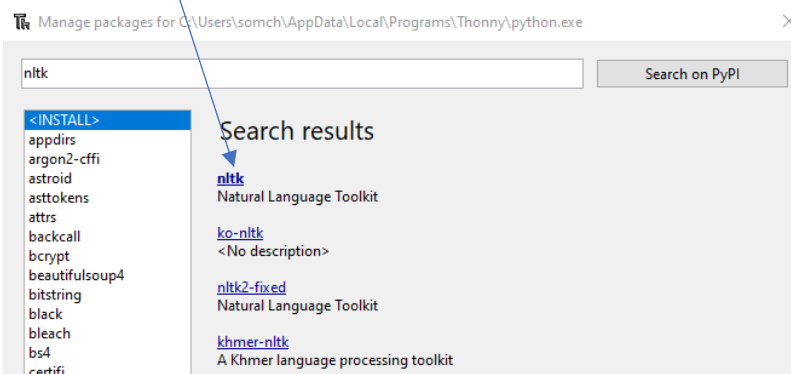 Manage packages for C:\Users\somch\AppData\Local\Programs\Thonny\python.exe
nltk
Search on PyPI
<INSTALL>
appdirs
argon2-cffi
astroid
asttokens
attrs
backcall
bcrypt
beautifulsoup4
bitstring
black
bleach
bs4
certifi
Search results
nltk
Natural Language Toolkit
ko-nltk
<No description>
nltk2-fixed
Natural Language Toolkit
khmer-nltk
A Khmer language processing toolkit